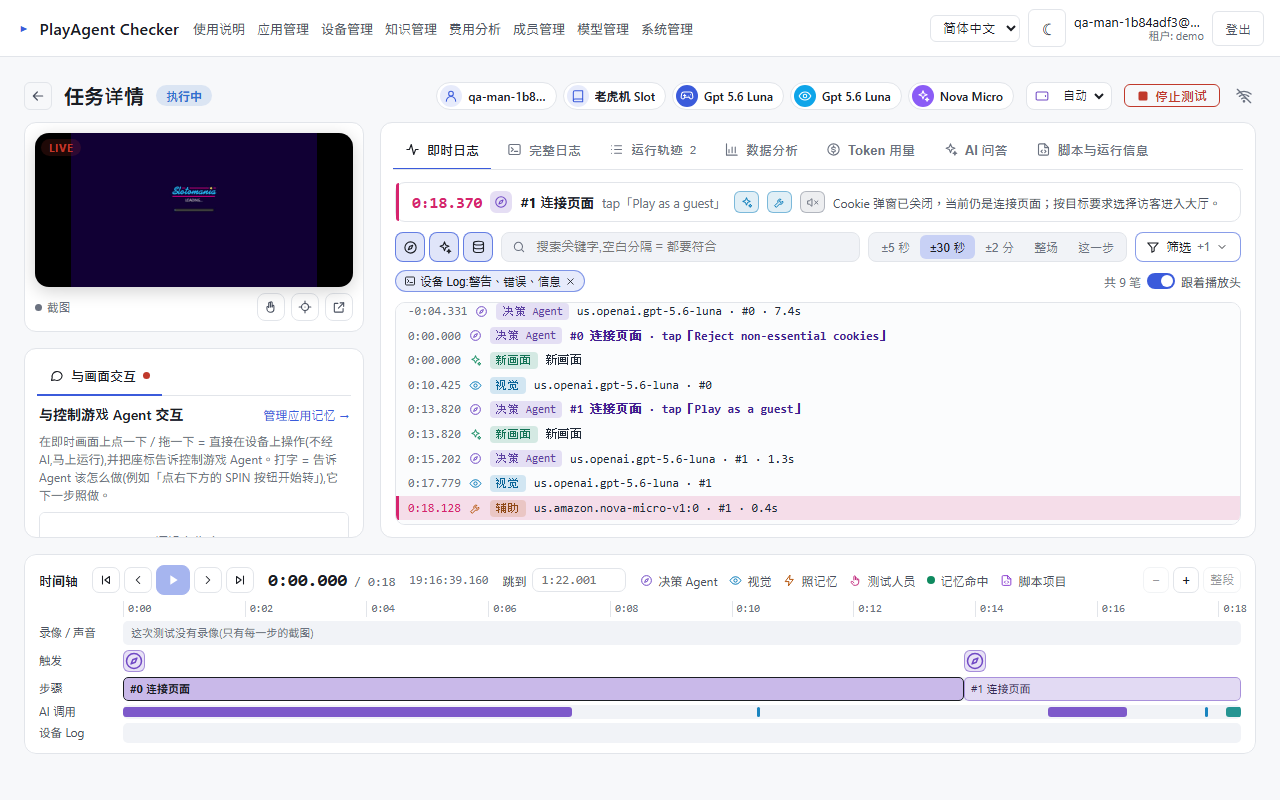 PlayAgent Checker 使用说明 应用管理 设备管理 知识管理 费用分析 成员管理 模型管理 系统管理 简体中文 qa-man-1b84adf3@... 登出
租户: demo
任务详情 执行中 qa-man-1b8... 老虎机 Slot Gpt 5.6 Luna Gpt 5.6 Luna Nova Micro 自动 停止测试
LIVE
Slotomania
LOADING...
截图
即时日志 完整日志 运行轨迹 2 数据分析 Token 用量 AI 问答 脚本与运行信息
0:18.370 #1 连接页面 tap「Play as a guest」 Cookie 弹窗已关闭，当前仍是连接页面；按目标要求选择访客进入大厅。
搜索关键字,空白分隔 = 都要符合 ±5 秒 ±30 秒 ±2 分 整场 这一步 筛选 +1
设备 Log:警告、错误、信息 共 9 笔 跟着播放头
-0:04.331 决策 Agent us.openai.gpt-5.6-luna · #0 · 7.4s
0:00.000 决策 Agent #0 连接页面 · tap「Reject non-essential cookies」
0:00.000 新画面 新画面
0:10.425 视觉 us.openai.gpt-5.6-luna · #0
0:13.820 决策 Agent #1 连接页面 · tap「Play as a guest」
0:13.820 新画面 新画面
0:15.202 决策 Agent us.openai.gpt-5.6-luna · #1 · 1.3s
0:17.779 视觉 us.openai.gpt-5.6-luna · #1
0:18.128 辅助 us.amazon.nova-micro-v1:0 · #1 · 0.4s
与画面交互
与控制游戏 Agent 交互 管理应用记忆 →
在即时画面上点一下 / 拖一下 = 直接在设备上操作(不经
AI,马上运行),并把座标告诉控制游戏 Agent。打字 = 告诉
Agent 该怎么做(例如「点右下方的 SPIN 按钮开始转」),它
下一步照做。
时间轴 0:00.000 / 0:18 19:16:39.160 跳到 1:22.001 决策 Agent 视觉 照记忆 测试人员 记忆命中 脚本项目 − + 整段
0:00 0:02 0:04 0:06 0:08 0:10 0:12 0:14 0:16 0:18
录像 / 声音 这次测试没有录像(只有每一步的截图)
触发
步骤 #0 连接页面 #1 连接页面
AI 调用
设备 Log